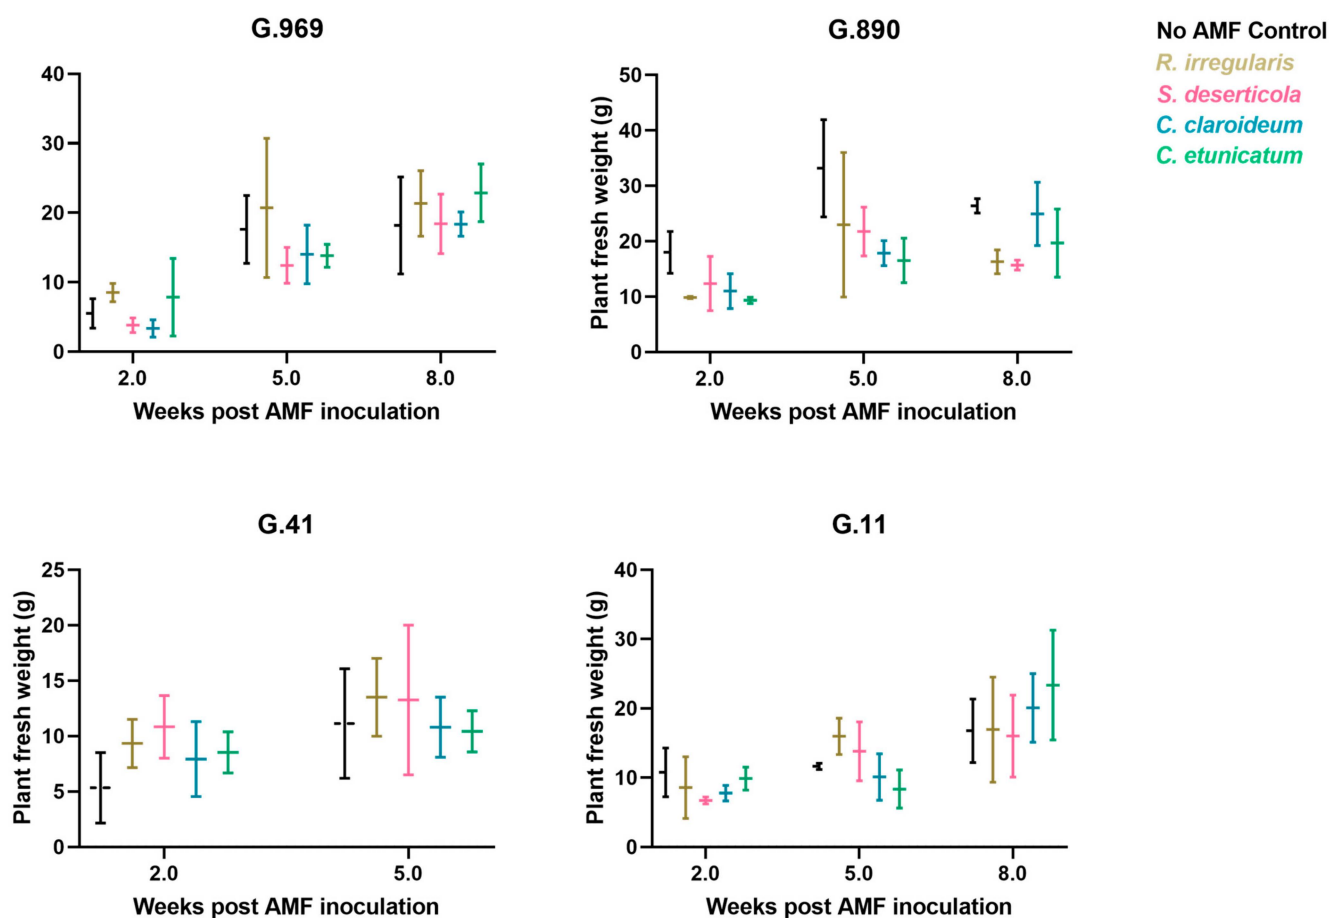 G.969
40
30
20
10
0
2.0 5.0 8.0
Weeks post AMF inoculation
G.890
Plant fresh weight (g)
50
40
30
20
10
0
2.0 5.0 8.0
Weeks post AMF inoculation
No AMF Control
R. irregularis
S. deserticola
C. claroideum
C. etunicatum
G.41
Plant fresh weight (g)
25
20
15
10
5
0
2.0 5.0
Weeks post AMF inoculation
G.11
Plant fresh weight (g)
40
30
20
10
0
2.0 5.0 8.0
Weeks post AMF inoculation